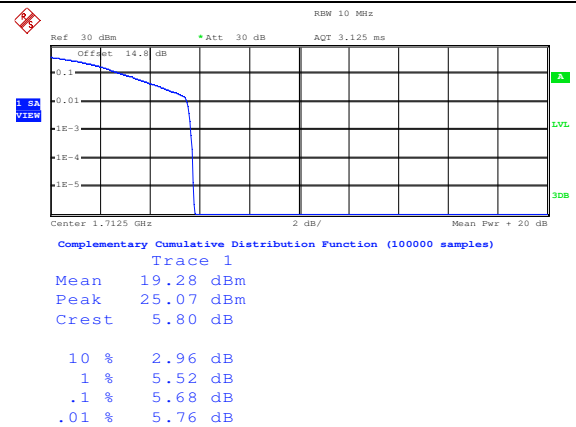 R/S
RBW 10 MHz
Ref 30 dBm * Att 30 dB AQT 3.125 ms
Offset 14.8 dB
0.1
A
0.01
1 SA
VIEW
1E-3
LVL
1E-4
1E-5
3DB
Center 1.7125 GHz 2 dB/ Mean Pwr + 20 dB
Complementary Cumulative Distribution Function (100000 samples)
Trace 1
Mean 19.28 dBm
Peak 25.07 dBm
Crest 5.80 dB
10 % 2.96 dB
1 % 5.52 dB
.1 % 5.68 dB
.01 % 5.76 dB